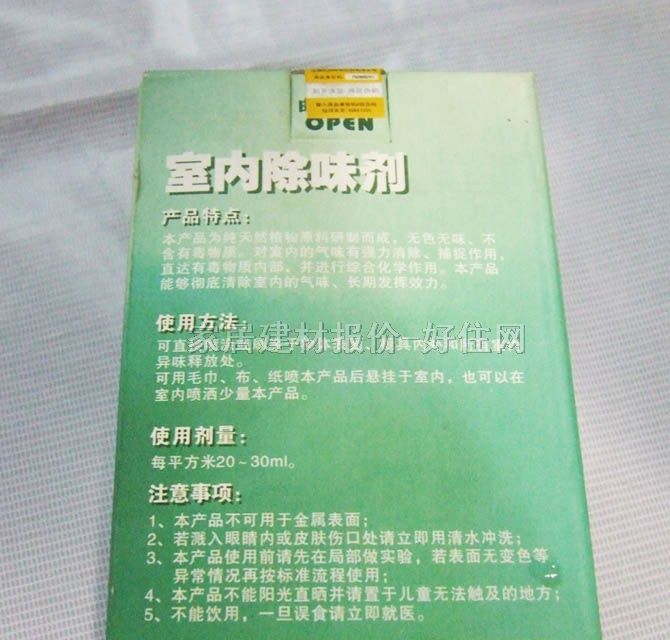 OPEN
室内除味剂
产品特点:
本产品为纯天然植物原料研制而成,无色无味、不
含有毒物质。对室内的气味有强力消除、捕捉作用,
直达有毒物质内部,并进行综合化学作用。本产品
能够彻底清除室内的气味、长期发挥效力。
使用方法:
家居建材报价-好住网
异味释放处。
可用毛巾、布、纸喷本产品后悬挂于室内,也可以在
室内喷洒少量本产品。
使用剂量:
每平方米20~30ml。
注意事项:
1、本产品不可用于金属表面;
2、若溅入眼睛内或皮肤伤口处请立即用清水冲洗;
3、本产品使用前请先在局部做实验,若表面无变色等
异常情况再按标准流程使用;
4、本产品不能阳光直晒并请置于儿童无法触及的地方;
5、不能饮用,一旦误食请立即就医。